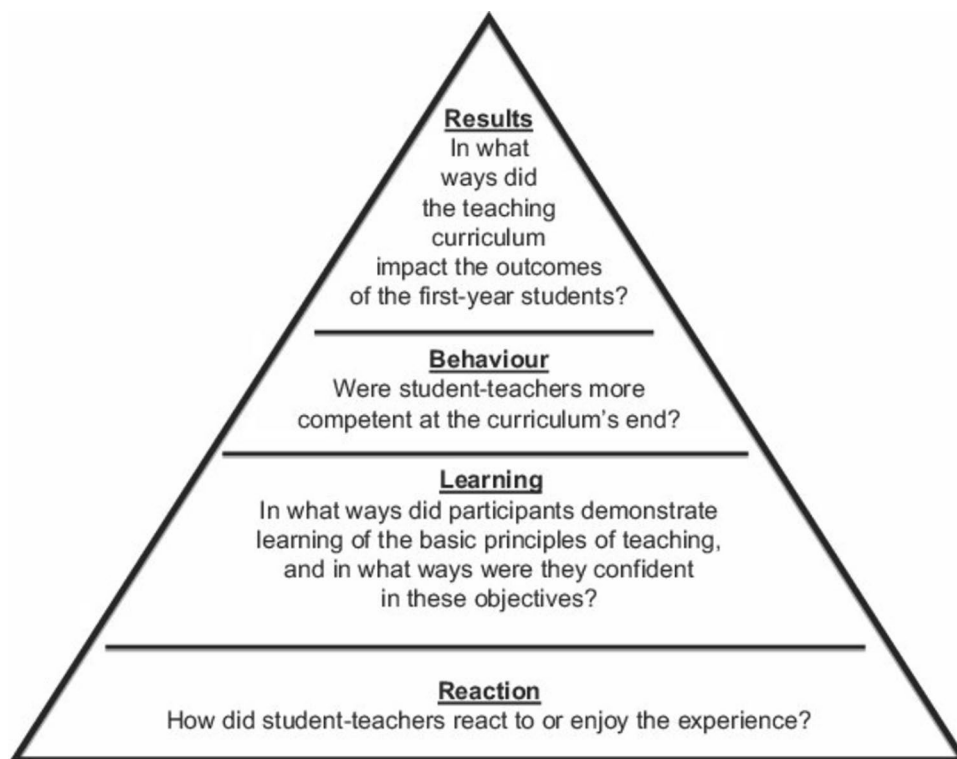 Results
In what
ways did
the teaching
curriculum
impact the outcomes
of the first-year students?
Behaviour
Were student-teachers more
competent at the curriculum's end?
Learning
In what ways did participants demonstrate
learning of the basic principles of teaching,
and in what ways were they confident
in these objectives?
Reaction
How did student-teachers react to or enjoy the experience?